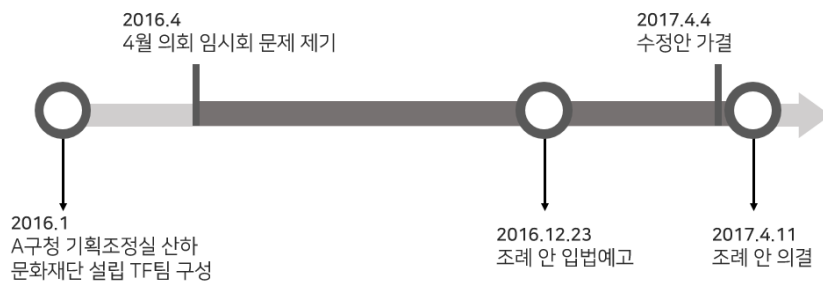 2016.4
4월 의회 임시회 문제 제기
2017.4.4
수정안 가결
2016.1
A구청 기획조정실 산하
문화재단 설립 TF팀 구성
2016.12.23
조례 안 입법예고
2017.4.11
조례 안 의결